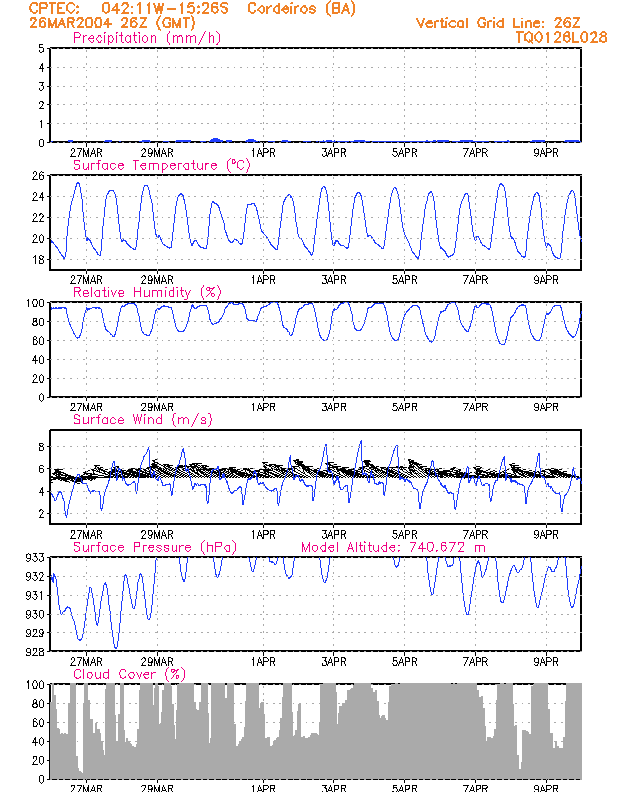 CPTEC: 042:11W-15:26S Cordeiros (BA)
26MAR2004 26Z (GMT) Vertical Grid Line: 26Z
Precipitation (mm/h) TQ0126L028
5
4
3
2
1
0
27MAR 29MAR 1APR 3APR 5APR 7APR 9APR
Surface Temperature (ºC)
26
24
22
20
18
27MAR 29MAR 1APR 3APR 5APR 7APR 9APR
Relative Humidity (%)
100
80
60
40
20
0
27MAR 29MAR 1APR 3APR 5APR 7APR 9APR
Surface Wind (m/s)
8
6
4
2
27MAR 29MAR 1APR 3APR 5APR 7APR 9APR
Surface Pressure (hPa) Model Altitude: 740.672 m
933
932
931
930
929
928
27MAR 29MAR 1APR 3APR 5APR 7APR 9APR
Cloud Cover (%)
100
80
60
40
20
0
27MAR 29MAR 1APR 3APR 5APR 7APR 9APR